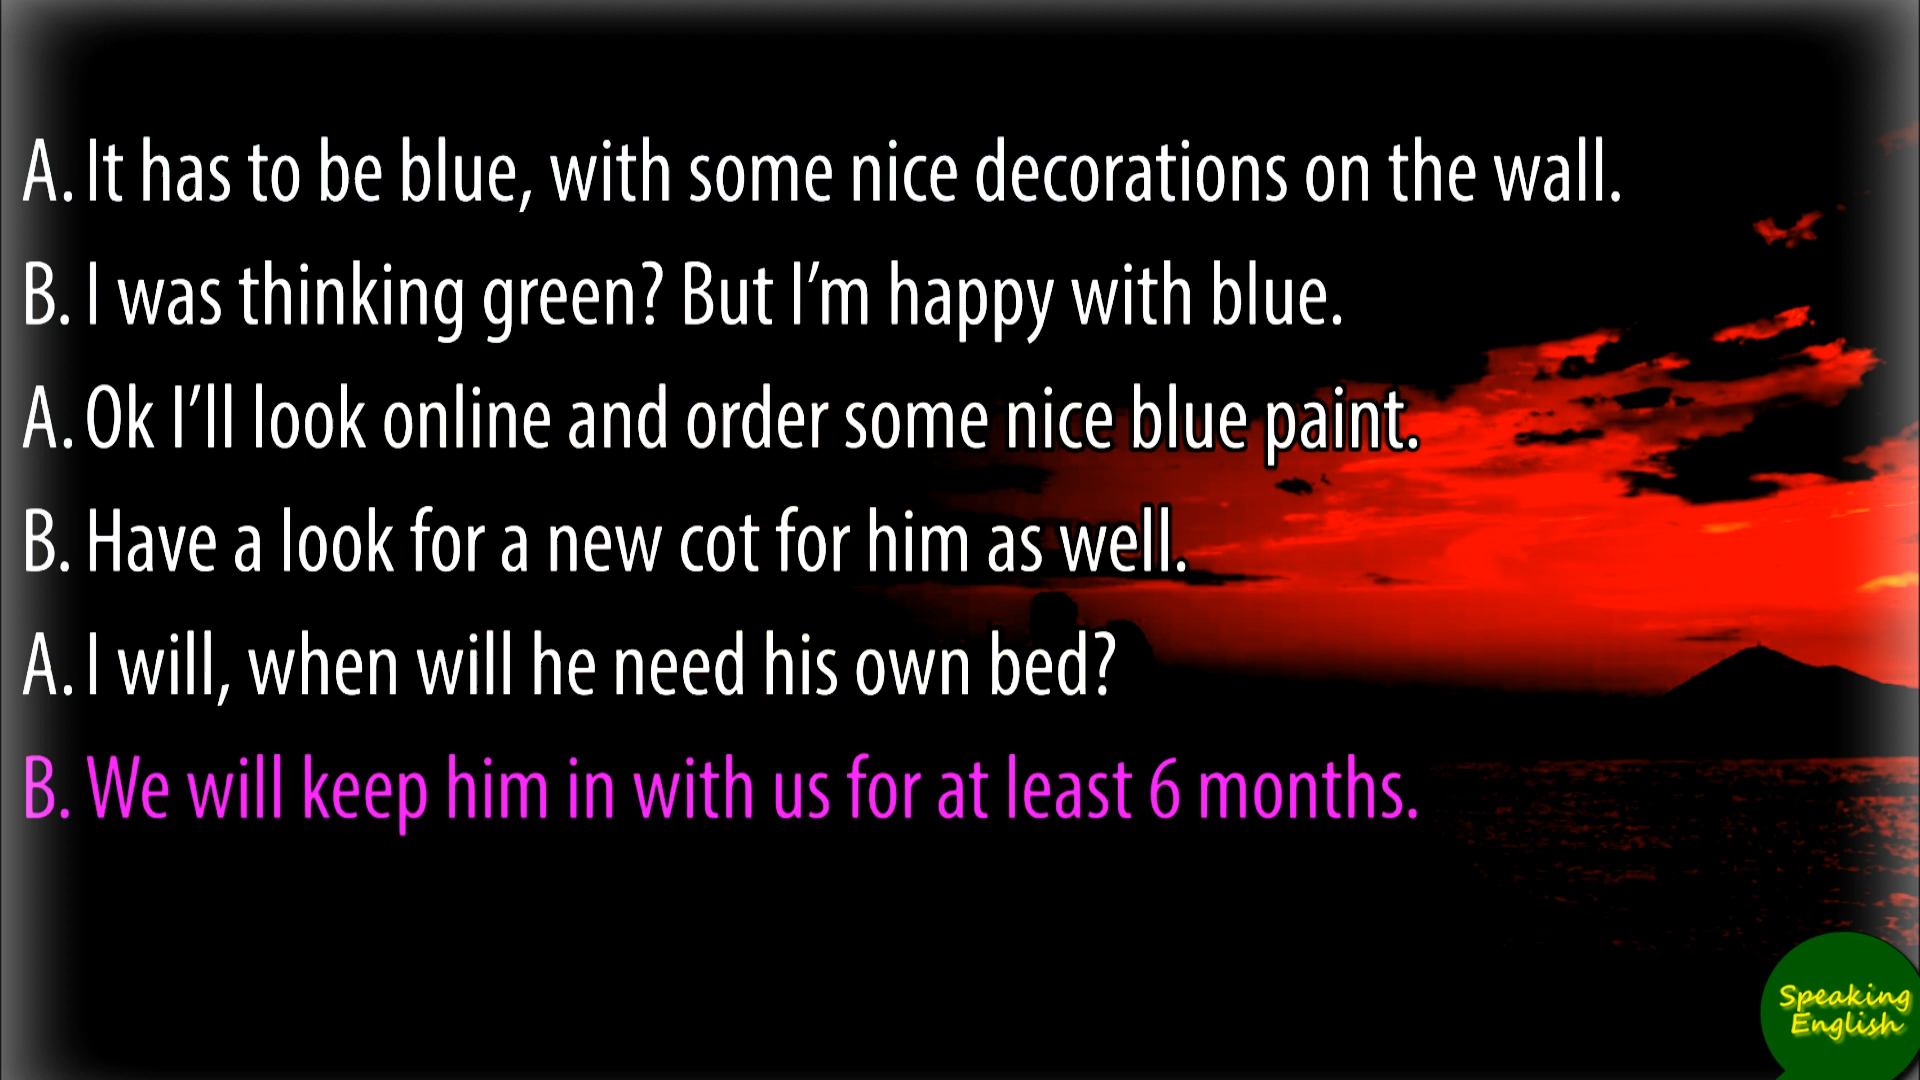 A. It has to be blue, with some nice decorations on the wall.
B. I was thinking green? But I’m happy with blue.
A. Ok I’ll look online and order some nice blue paint.
B. Have a look for a new cot for him as well.
A. I will, when will he need his own bed?
B. We will keep him in with us for at least 6 months.
Speaking
English